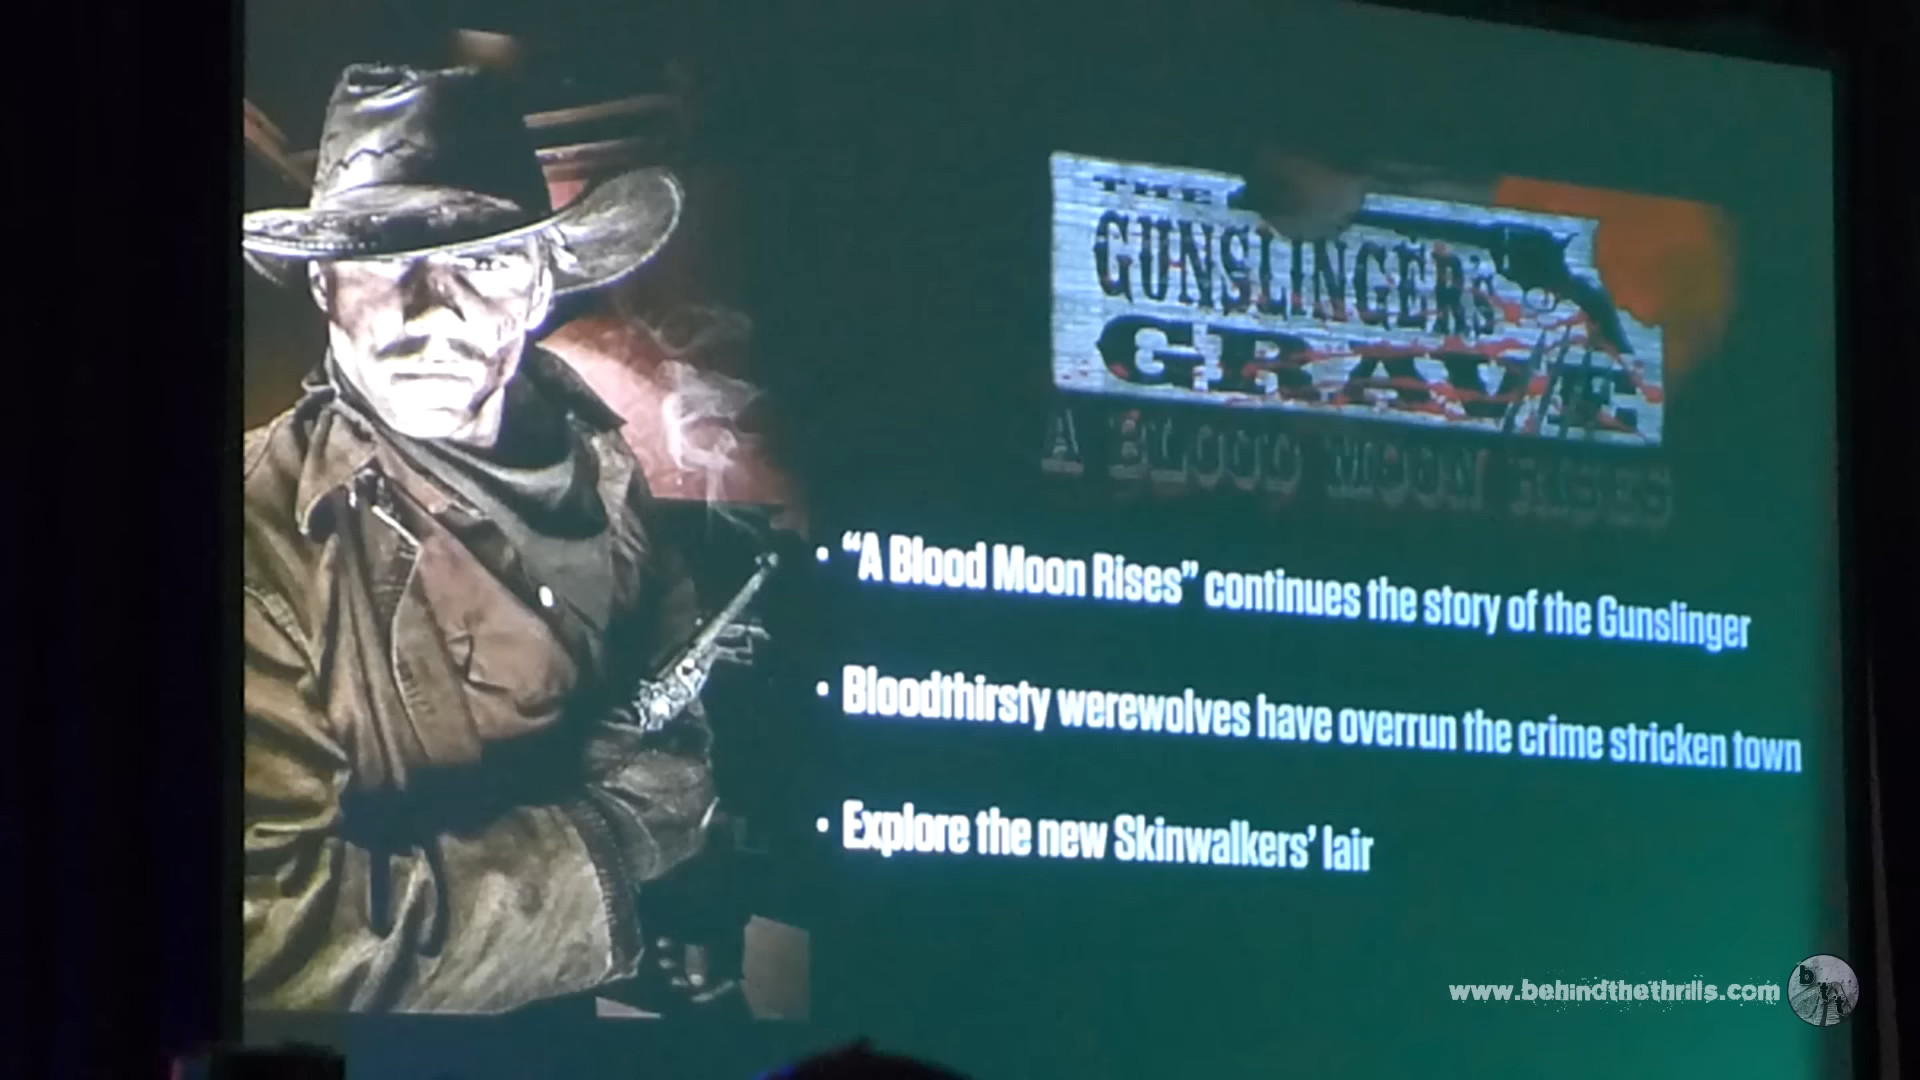 THE
GUNSLINGER'S
GRAVE
A BLOOD MOON RISES
• “A Blood Moon Rises” continues the story of the Gunslinger
• Bloodthirsty werewolves have overrun the crime stricken town
• Explore the new Skinwalkers’ lair
www.behindthethrills.com